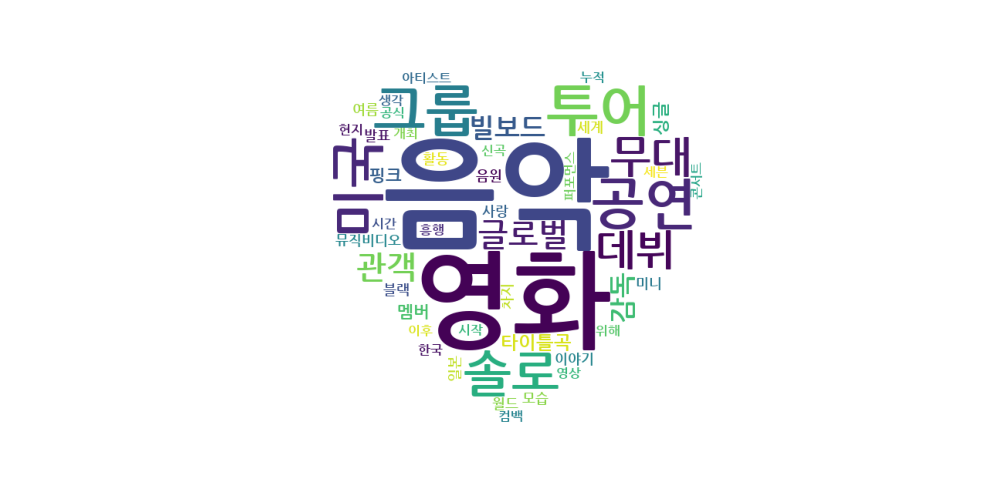 아티스트
누적
생각
여름
공식
그룹
투어
싱글
빌보드
세계
현지
발표
개최
미국
음악
활동
신곡
무대
핑크
음원
퍼포먼스
세븐
콘서트
공연
사랑
시간
흥행
글로벌
뮤직비디오
데뷔
관객
영화
블랙
차지
감독
미니
멤버
이후
시작
위해
한국
타이틀곡
일본
솔로
이야기
영상
월드
모습
컴백